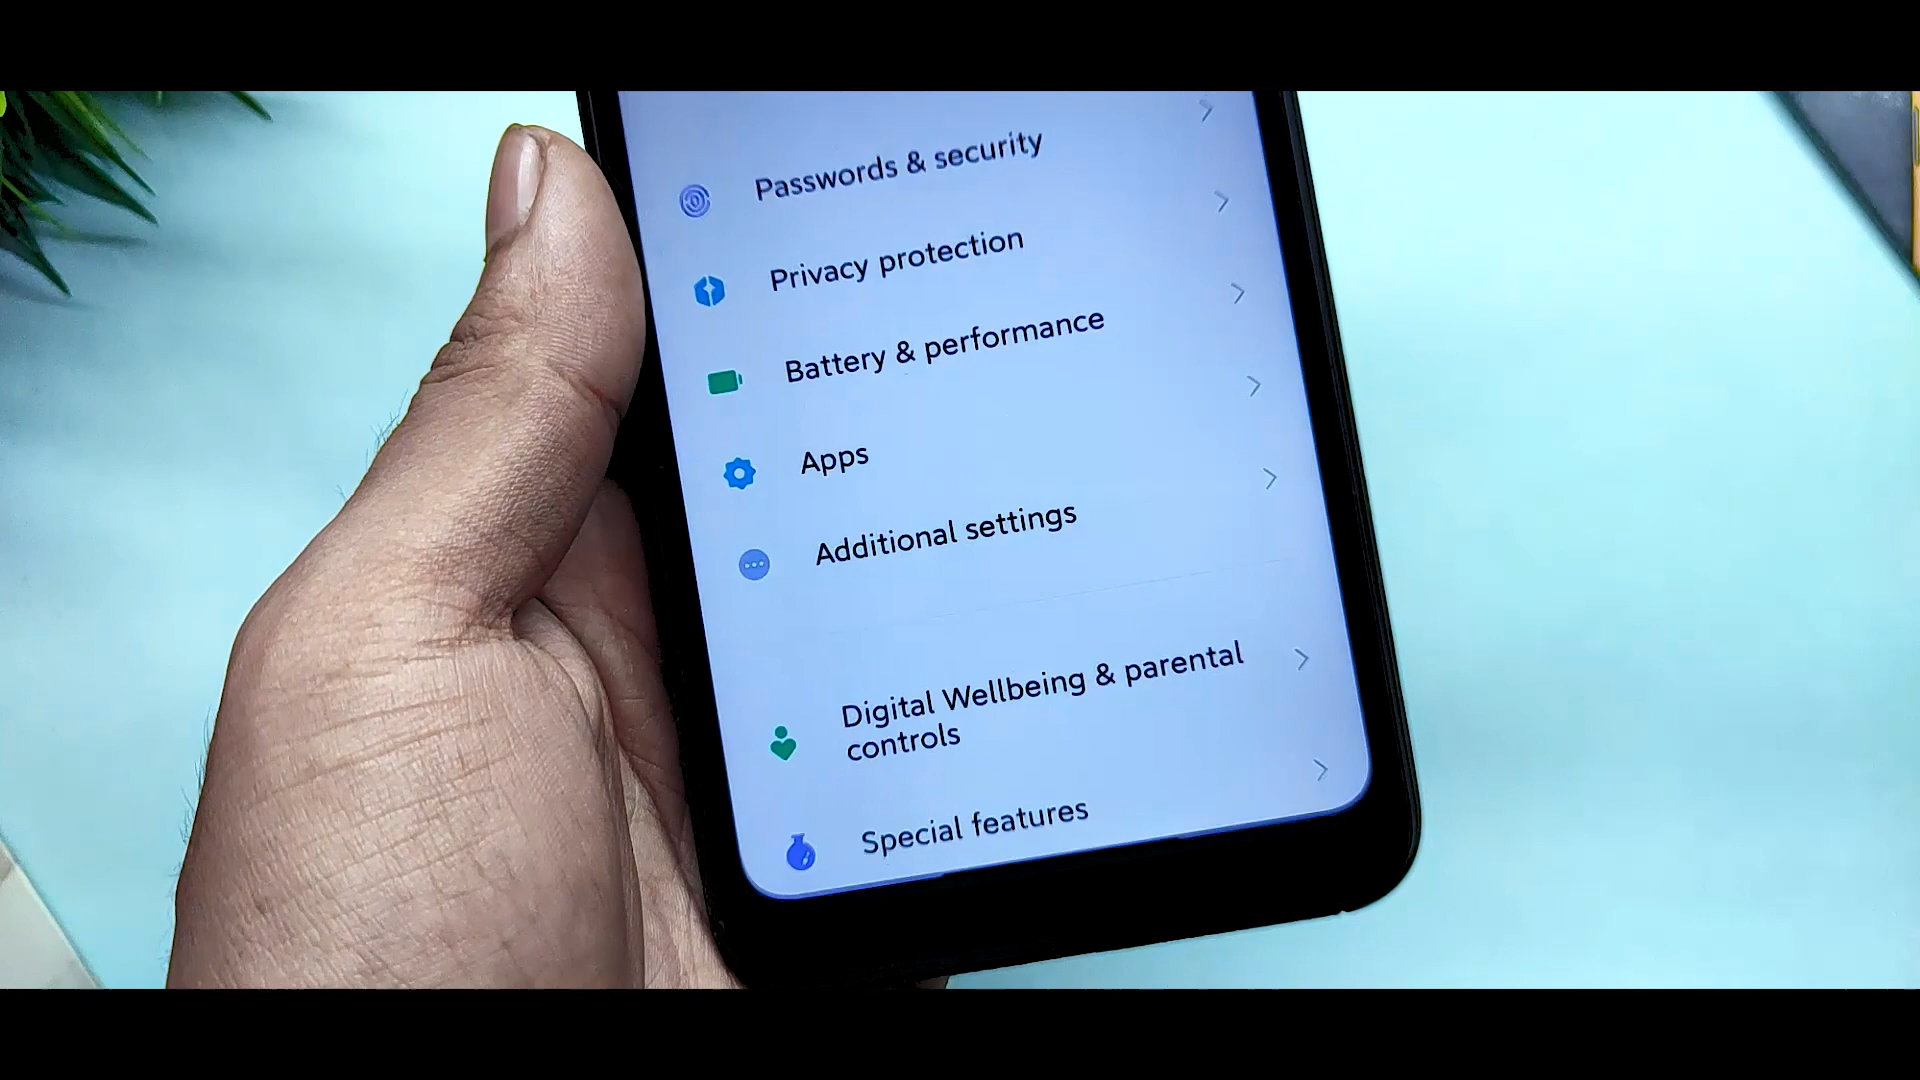 Passwords & security
Privacy protection
Battery & performance
Apps
Additional settings
Digital Wellbeing & parental
controls
Special features